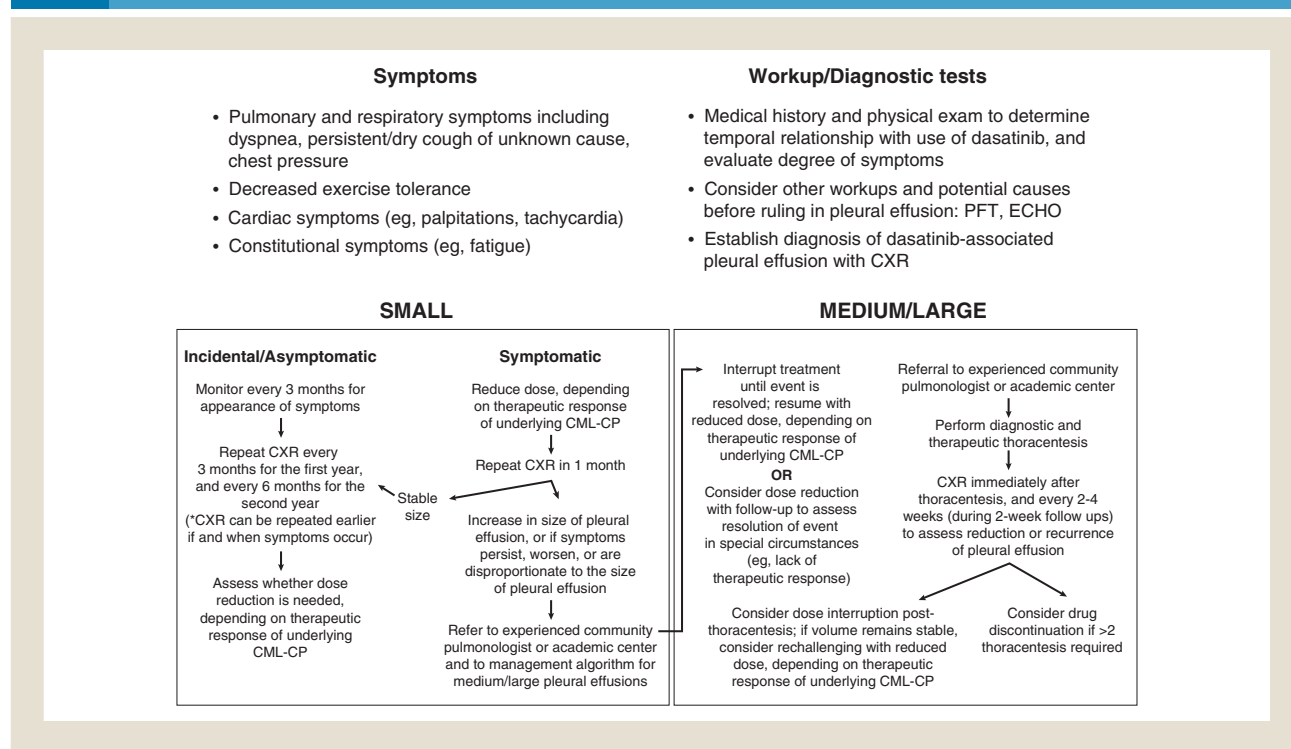 Symptoms
• Pulmonary and respiratory symptoms including
dyspnea, persistent/dry cough of unknown cause,
chest pressure
• Decreased exercise tolerance
• Cardiac symptoms (eg, palpitations, tachycardia)
• Constitutional symptoms (eg, fatigue)
Workup/Diagnostic tests
• Medical history and physical exam to determine
temporal relationship with use of dasatinib, and
evaluate degree of symptoms
• Consider other workups and potential causes
before ruling in pleural effusion: PFT, ECHO
• Establish diagnosis of dasatinib-associated
pleural effusion with CXR
SMALL
Incidental/Asymptomatic
Monitor every 3 months for
appearance of symptoms
Repeat CXR every
3 months for the first year,
and every 6 months for the
second year
(*CXR can be repeated earlier
if and when symptoms occur)
Assess whether dose
reduction is needed,
depending on therapeutic
response of underlying
CML-CP
Symptomatic
Reduce dose, depending
on therapeutic response
of underlying CML-CP
Repeat CXR in 1 month
Stable
size
Increase in size of pleural
effusion, or if symptoms
persist, worsen, or are
disproportionate to the size
of pleural effusion
Refer to experienced community
pulmonologist or academic center
and to management algorithm for
medium/large pleural effusions
MEDIUM/LARGE
Interrupt treatment
until event is
resolved; resume with
reduced dose, depending on
therapeutic response of
underlying CML-CP
OR
Consider dose reduction
with follow-up to assess
resolution of event
in special circumstances
(eg, lack of
therapeutic response)
Referral to experienced community
pulmonologist or academic center
Perform diagnostic and
therapeutic thoracentesis
CXR immediately after
thoracentesis, and every 2-4
weeks (during 2-week follow ups)
to assess reduction or recurrence
of pleural effusion
Consider dose interruption post-
thoracentesis; if volume remains stable,
consider rechallenging with reduced
dose, depending on therapeutic
response of underlying CML-CP
Consider drug
discontinuation if >2
thoracentesis required